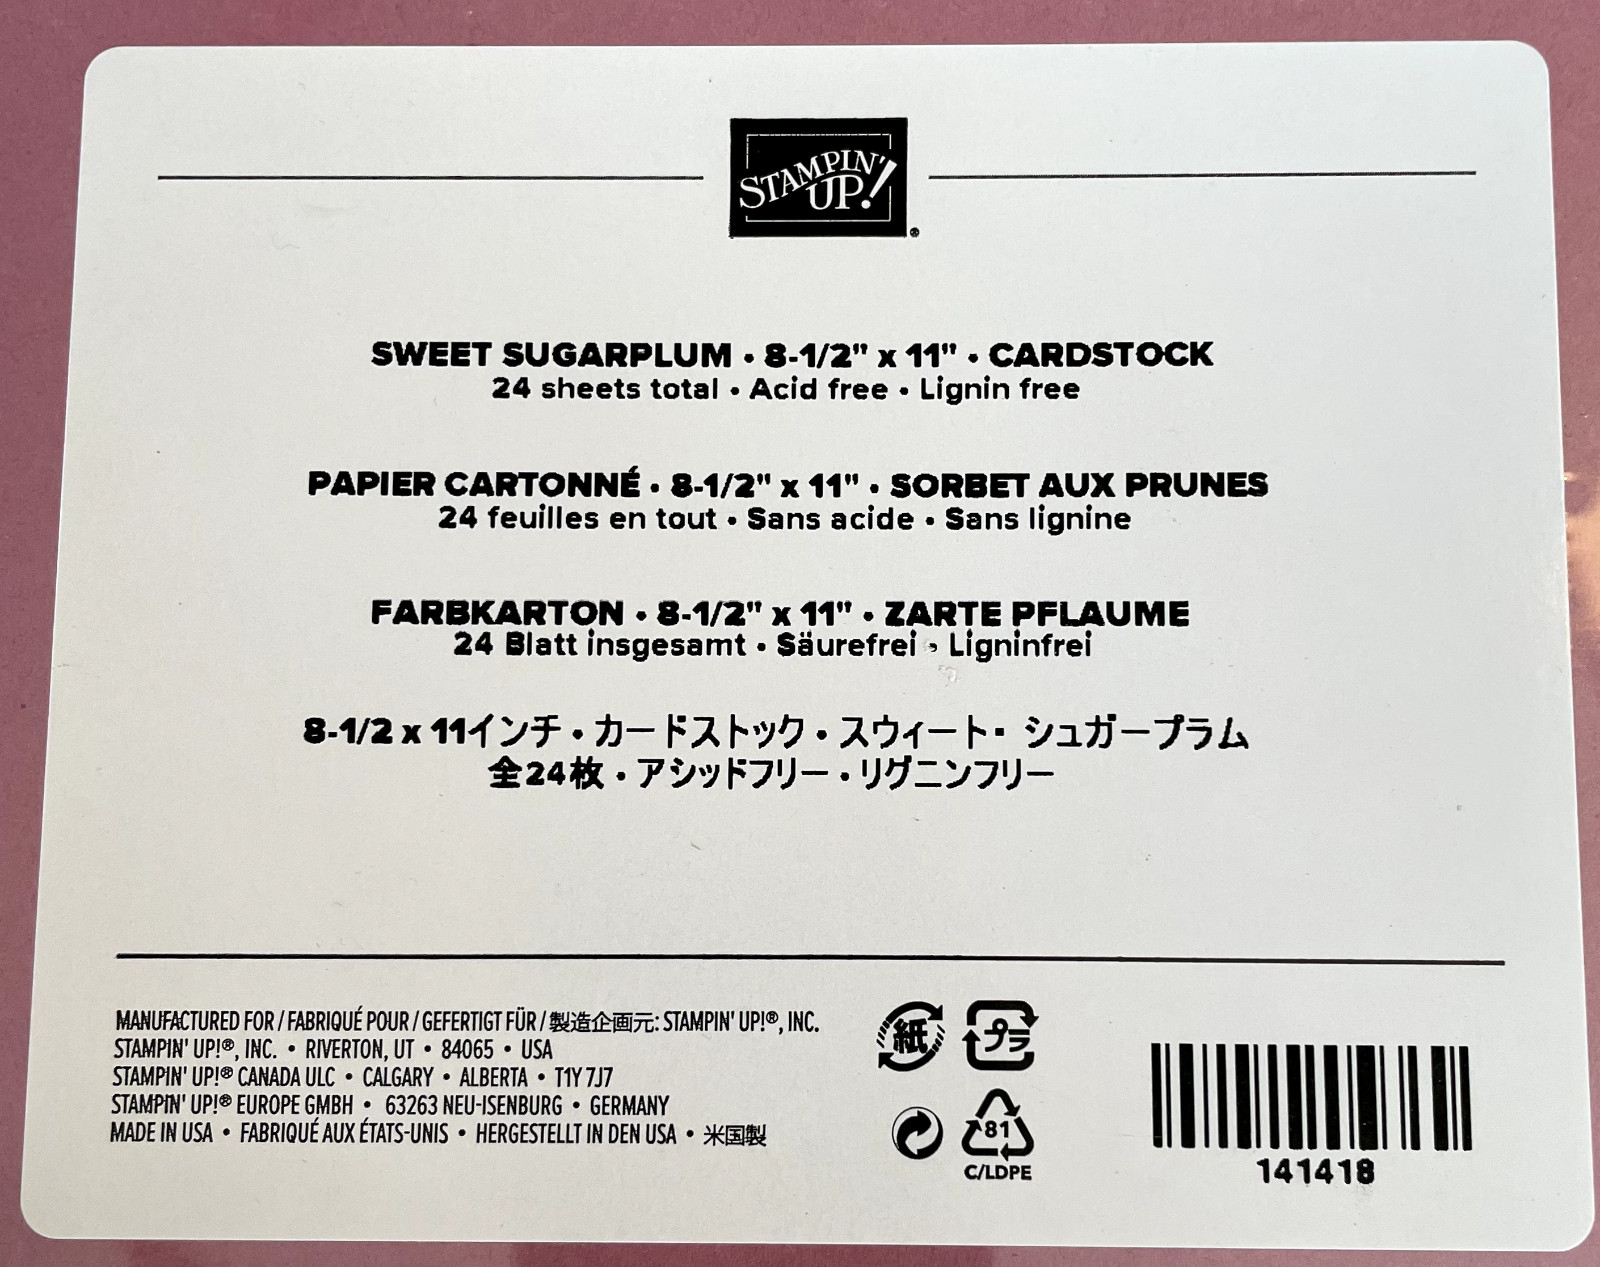 STAMPIN' UP!®
SWEET SUGARPLUM • 8-1/2" x 11" • CARDSTOCK
24 sheets total • Acid free • Lignin free
PAPIER CARTONNÉ • 8-1/2" x 11" • SORBET AUX PRUNES
24 feuilles en tout • Sans acide • Sans lignine
FARBKARTON • 8-1/2" x 11" • ZARTE PFLAUME
24 Blatt insgesamt • Säurefrei • Ligninfrei
8-1/2 x 11インチ・カードストック・スウィート・シュガープラム
全24枚・アシッドフリー・リグニンフリー
MANUFACTURED FOR / FABRIQUÉ POUR / GEFERTIGT FÜR / 製造企画元: STAMPIN' UP!®, INC.
STAMPIN' UP!®, INC. • RIVERTON, UT • 84065 • USA
STAMPIN' UP!® CANADA ULC • CALGARY • ALBERTA • T1Y 7J7
STAMPIN' UP!® EUROPE GMBH • 63263 NEU-ISENBURG • GERMANY
MADE IN USA • FABRIQUÉ AUX ÉTATS-UNIS • HERGESTELLT IN DEN USA • 米国製
紙 プラ
81
C/LDPE
141418